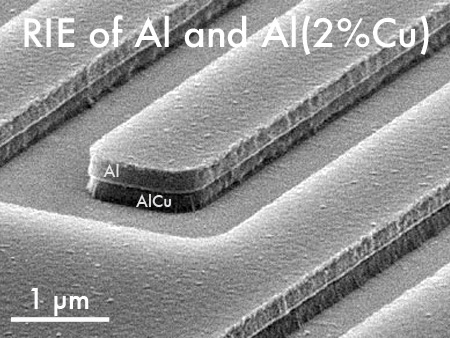 RIE of Al and Al(2%Cu)
Al
AlCu
1 µm